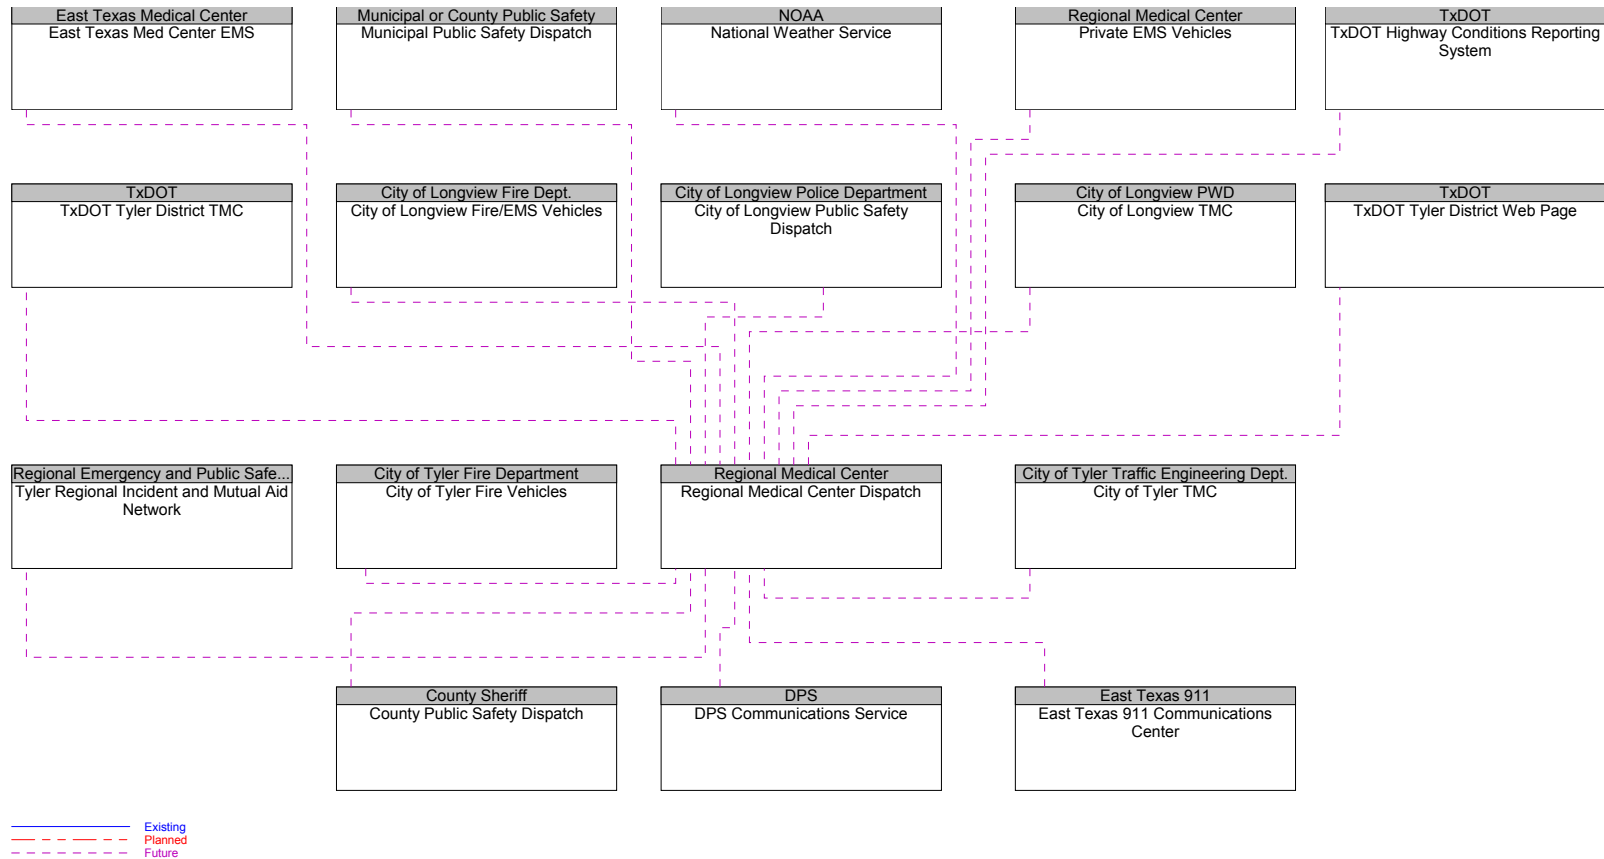 East Texas Medical Center
East Texas Med Center EMS
Municipal or County Public Safety
Municipal Public Safety Dispatch
NOAA
National Weather Service
Regional Medical Center
Private EMS Vehicles
TxDOT
TxDOT Highway Conditions Reporting
System
TxDOT
TxDOT Tyler District TMC
City of Longview Fire Dept.
City of Longview Fire/EMS Vehicles
City of Longview Police Department
City of Longview Public Safety
Dispatch
City of Longview PWD
City of Longview TMC
TxDOT
TxDOT Tyler District Web Page
Regional Emergency and Public Safe...
Tyler Regional Incident and Mutual Aid
Network
City of Tyler Fire Department
City of Tyler Fire Vehicles
Regional Medical Center
Regional Medical Center Dispatch
City of Tyler Traffic Engineering Dept.
City of Tyler TMC
County Sheriff
County Public Safety Dispatch
DPS
DPS Communications Service
East Texas 911
East Texas 911 Communications
Center
Existing
Planned
Future